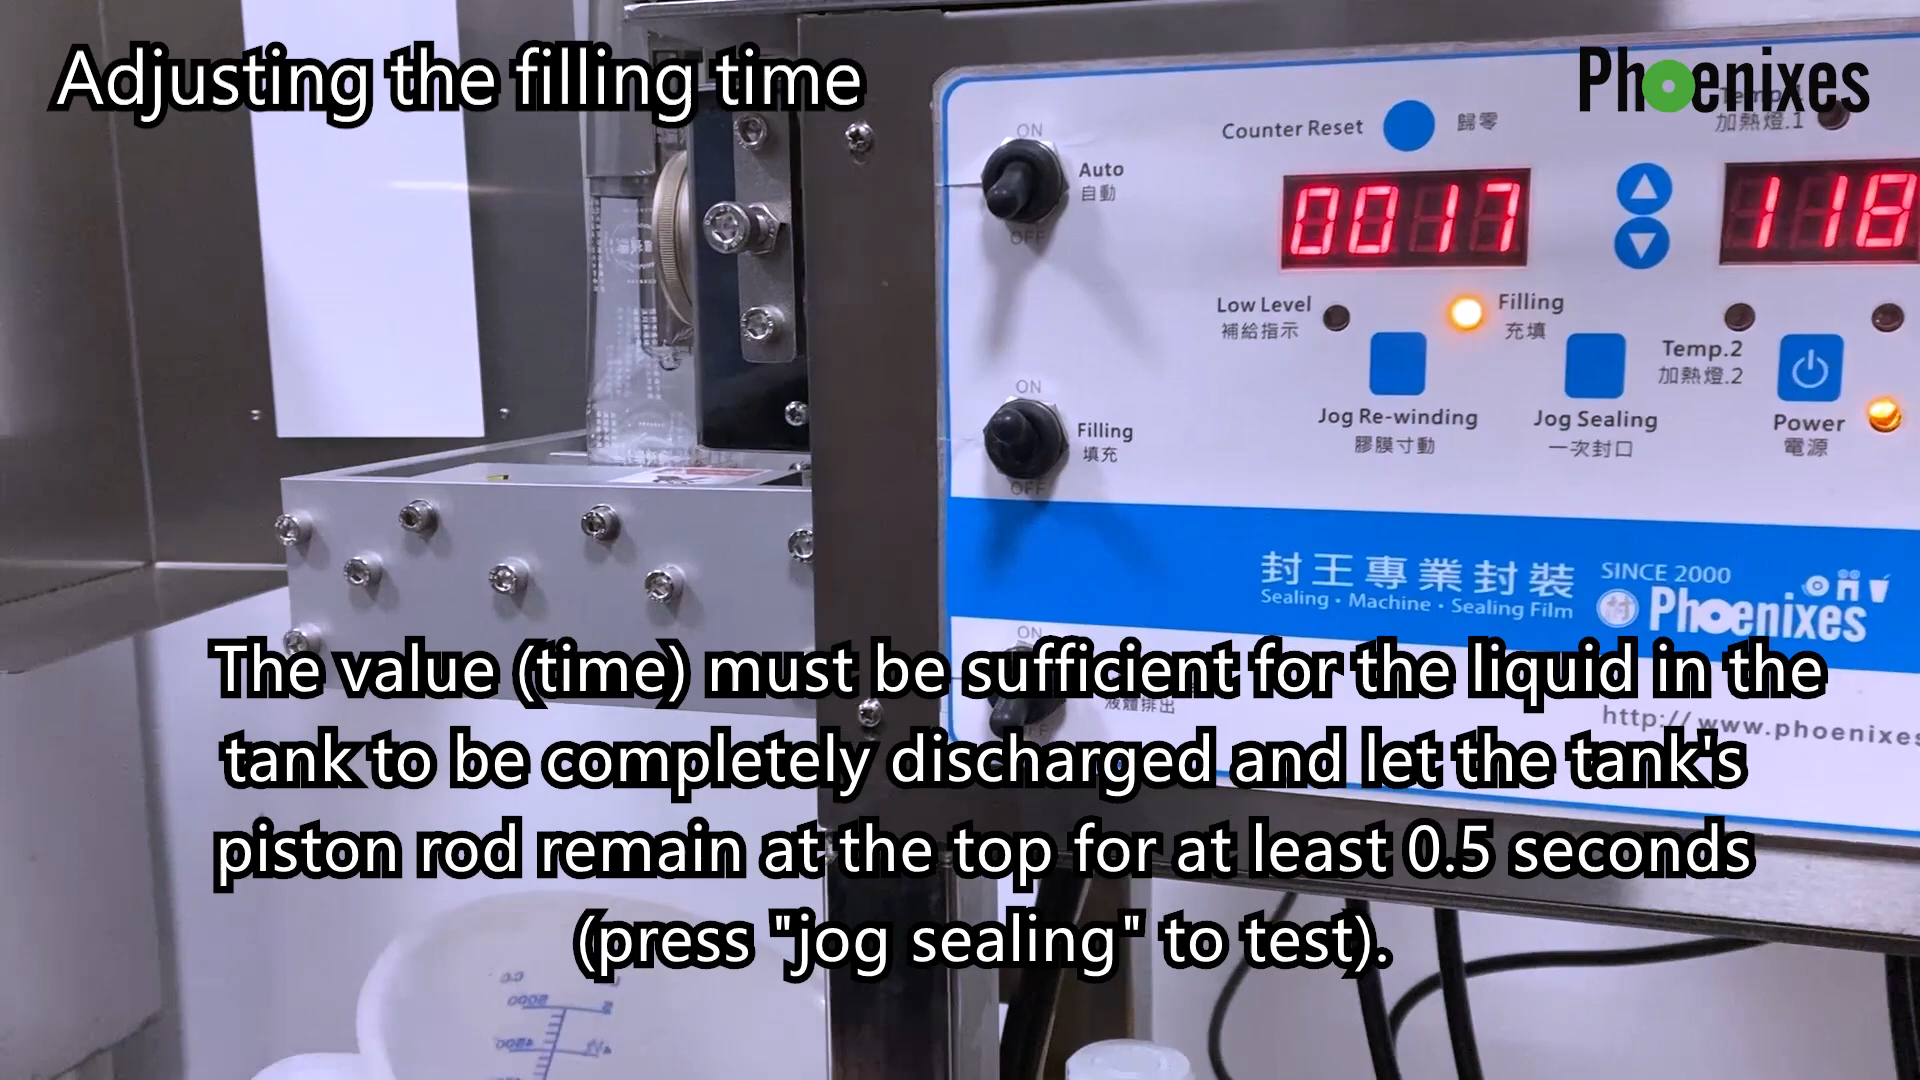 Adjusting the filling time
Phoenixes
ON
Auto
自動
OFF
Counter Reset
歸零
0017
Temp.1
加熱燈.1
118
Low Level
補給指示
Filling
充填
Jog Re-winding
膠膜寸動
Jog Sealing
一次封口
Temp.2
加熱燈.2
Power
電源
ON
Filling
填充
OFF
封王專業封裝
Sealing・Machine・Sealing Film
SINCE 2000
Phoenixes
ON
液體排出
http://www.phoenixes
The value (time) must be sufficient for the liquid in the
tank to be completely discharged and let the tank's
piston rod remain at the top for at least 0.5 seconds
(press "jog sealing" to test).
5000
4500